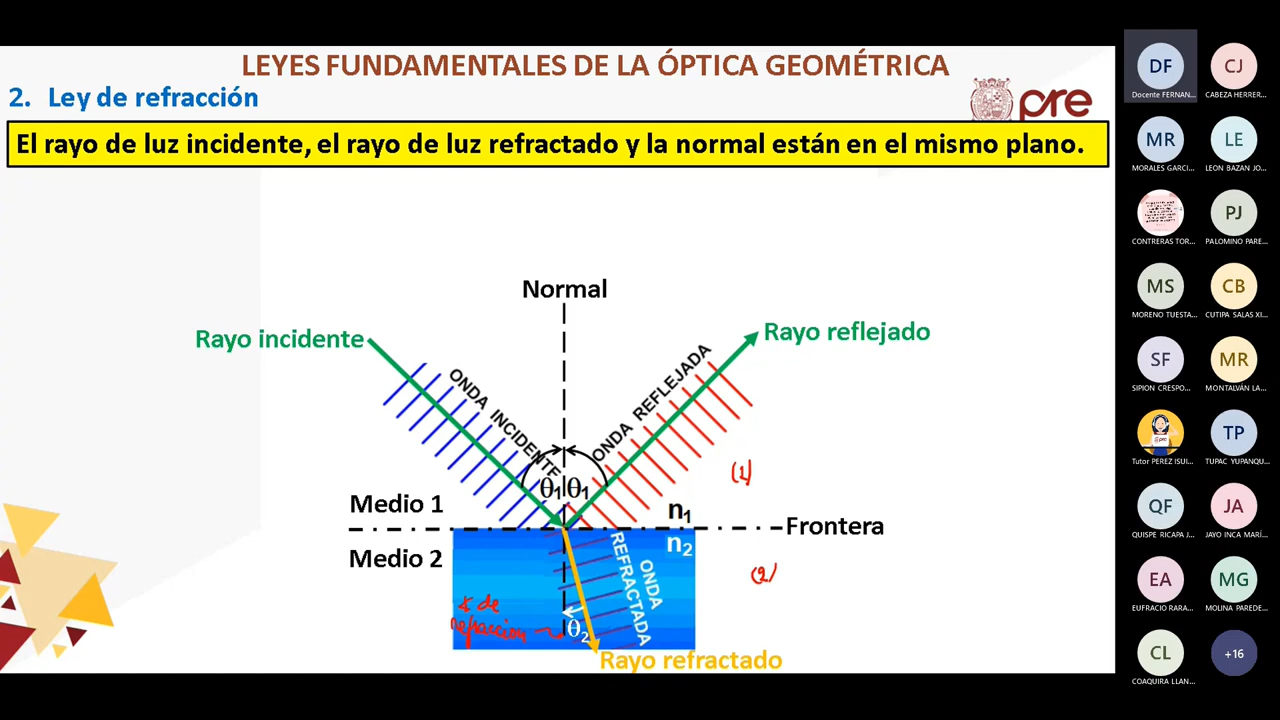 LEYES FUNDAMENTALES DE LA ÓPTICA GEOMÉTRICA
2. Ley de refracción
pre
El rayo de luz incidente, el rayo de luz refractado y la normal están en el mismo plano.
Normal
Rayo incidente
Rayo reflejado
ONDA INCIDENTE
ONDA REFLEJADA
θ1 θ1
(1)
Medio 1
n1
Frontera
Medio 2
n2
(2)
ONDA
REFRACTADA
∡ de
refraccion
θ2
Rayo refractado
DF
Docente FERNAN...
CJ
CABEZA HERRER...
MR
MORALES GARCI...
LE
LEON BAZAN JO...
CONTRERAS TOR...
PJ
PALOMINO PARE...
MS
MORENO TUESTA...
CB
CUTIPA SALAS XI...
SF
SIPION CRESPO...
MR
MONTALVÁN LA...
Tutor PEREZ ISUI...
TP
TUPAC YUPANQU...
QF
QUISPE RICAPA J...
JA
JAYO INCA MARÍ...
EA
EUFRACIO RARA...
MG
MOLINA PAREDE...
CL
COAQUIRA LLAN...
+16